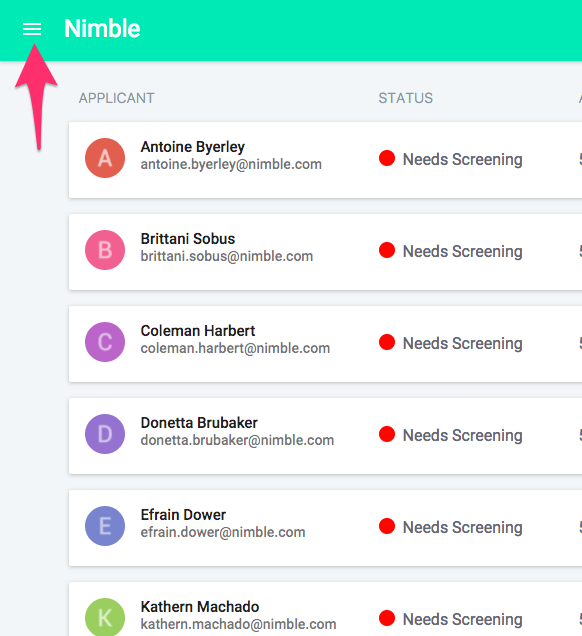 Nimble
APPLICANT STATUS
A
Antoine Byerley
antoine.byerley@nimble.com
Needs Screening
B
Brittani Sobus
brittani.sobus@nimble.com
Needs Screening
C
Coleman Harbert
coleman.harbert@nimble.com
Needs Screening
D
Donetta Brubaker
donetta.brubaker@nimble.com
Needs Screening
E
Efrain Dower
efrain.dower@nimble.com
Needs Screening
K
Kathern Machado
kathern.machado@nimble.com
Needs Screening